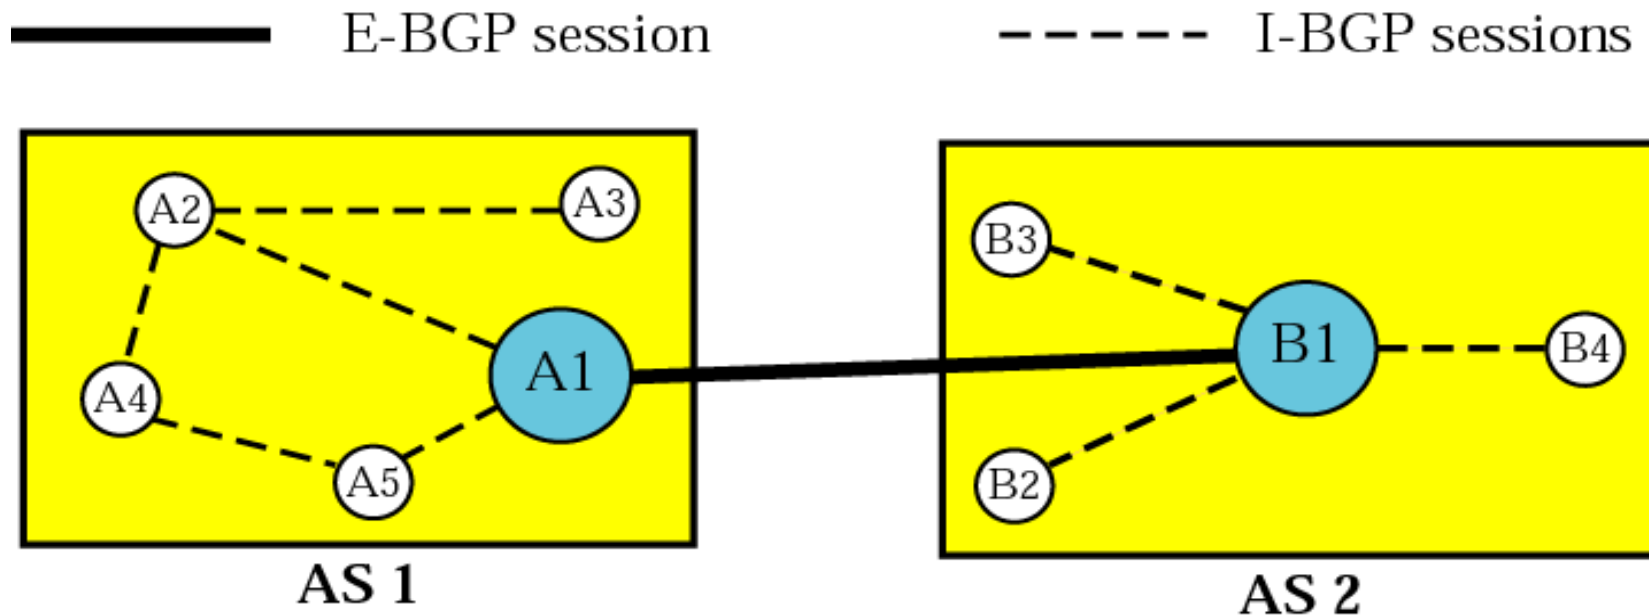 E-BGP session
I-BGP sessions
A2
A3
A1
A4
A5
AS 1
B3
B1
B4
B2
AS 2